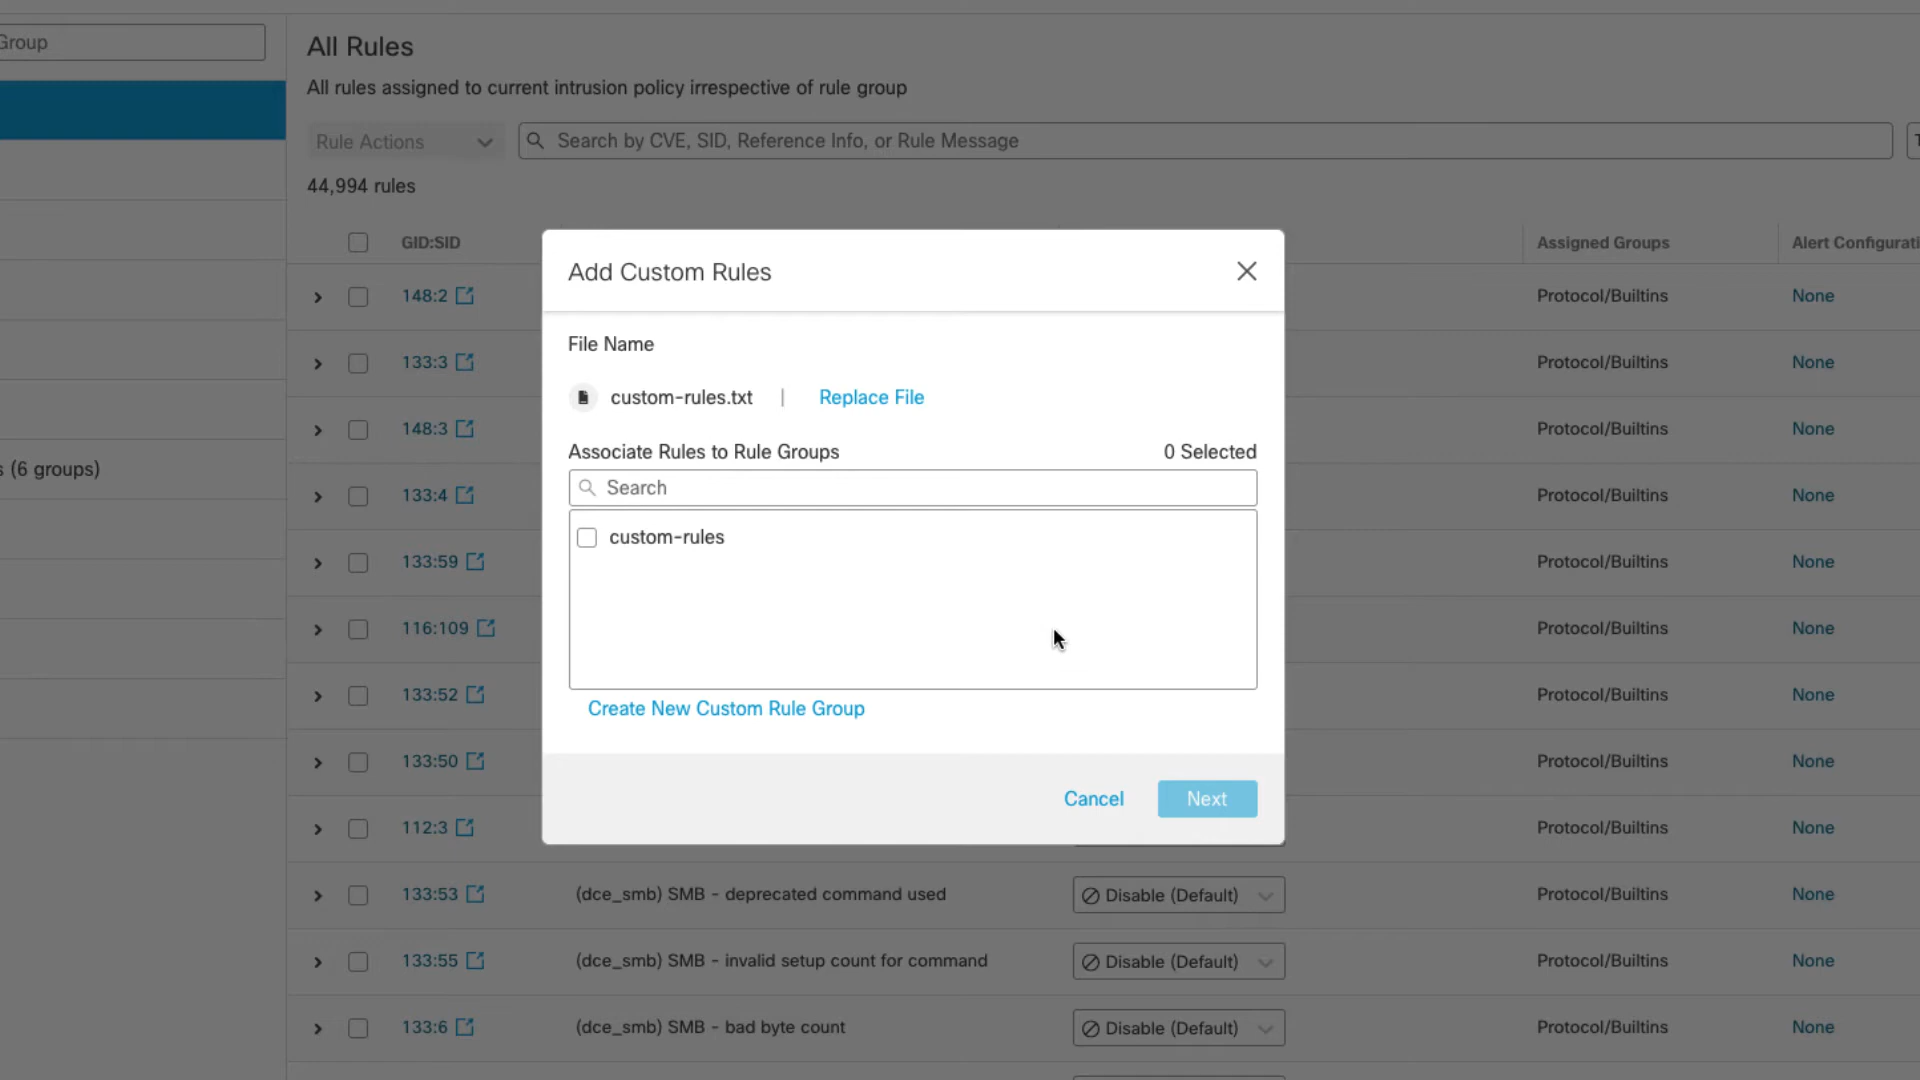 Group
All Rules
All rules assigned to current intrusion policy irrespective of rule group
Rule Actions
Search by CVE, SID, Reference Info, or Rule Message
44,994 rules
GID:SID
Assigned Groups
Alert Configurati
148:2
Protocol/Builtins
None
133:3
Protocol/Builtins
None
148:3
Protocol/Builtins
None
s (6 groups)
133:4
Protocol/Builtins
None
133:59
Protocol/Builtins
None
116:109
Protocol/Builtins
None
133:52
Protocol/Builtins
None
133:50
Protocol/Builtins
None
112:3
Protocol/Builtins
None
133:53
(dce_smb) SMB - deprecated command used
Disable (Default)
Protocol/Builtins
None
133:55
(dce_smb) SMB - invalid setup count for command
Disable (Default)
Protocol/Builtins
None
133:6
(dce_smb) SMB - bad byte count
Disable (Default)
Protocol/Builtins
None
Add Custom Rules
File Name
custom-rules.txt | Replace File
Associate Rules to Rule Groups
0 Selected
Search
custom-rules
Create New Custom Rule Group
Cancel
Next